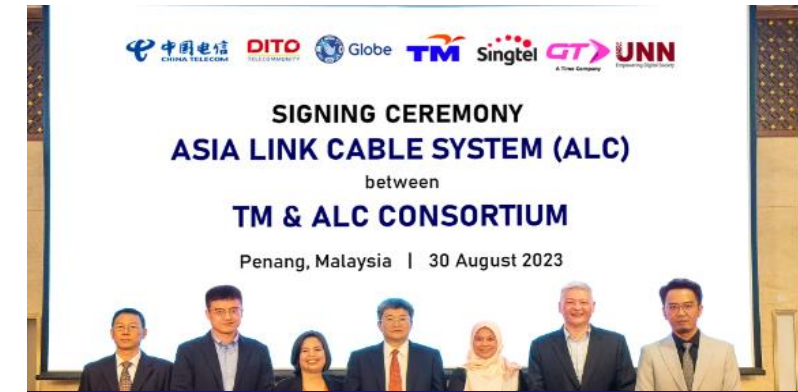 中国电信 CHINA TELECOM DITO TELECOMMUNITY Globe TM Singtel GT A Time Company UNN Empowering Digital Society
SIGNING CEREMONY
ASIA LINK CABLE SYSTEM (ALC)
between
TM & ALC CONSORTIUM
Penang, Malaysia | 30 August 2023